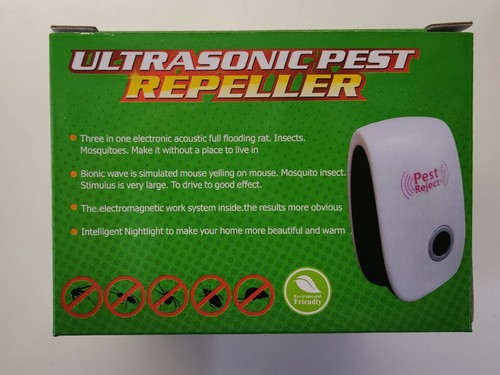 ULTRASONIC PEST
REPELLER
Three in one electronic acoustic full flooding rat. Insects.
Mosquitoes. Make it without a place to live in
Bionic wave is simulated mouse yelling on mouse. Mosquito insect.
Stimulus is very large. To drive to good effect.
The.electromagnetic work system inside.the results more obvious
Intelligent Nightlight to make your home more beautiful and warm
Pest
Reject
Environmental
Friendly